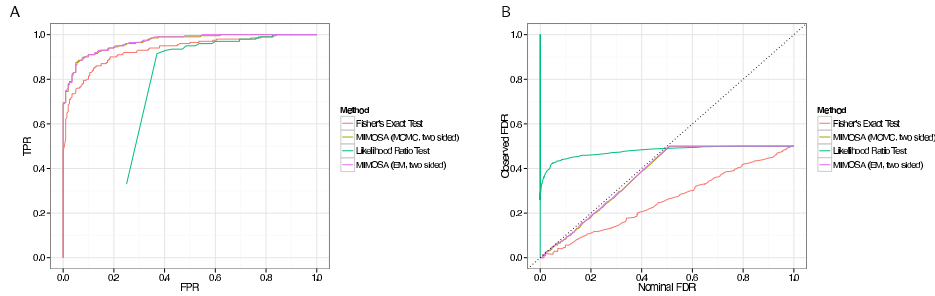 A
1.0
0.8
0.6
0.4
0.2
0.0
TPR
0.0 0.2 0.4 0.6 0.8 1.0
FPR
Method
Fisher's Exact Test
MIMOSA (MCMC, two sided)
Likelihood Ratio Test
MIMOSA (EM, two sided)
B
1.0
0.8
0.6
0.4
0.2
0.0
Observed FDR
0.0 0.2 0.4 0.6 0.8 1.0
Nominal FDR
Method
Fisher's Exact Test
MIMOSA (MCMC, two sided)
Likelihood Ratio Test
MIMOSA (EM, two sided)